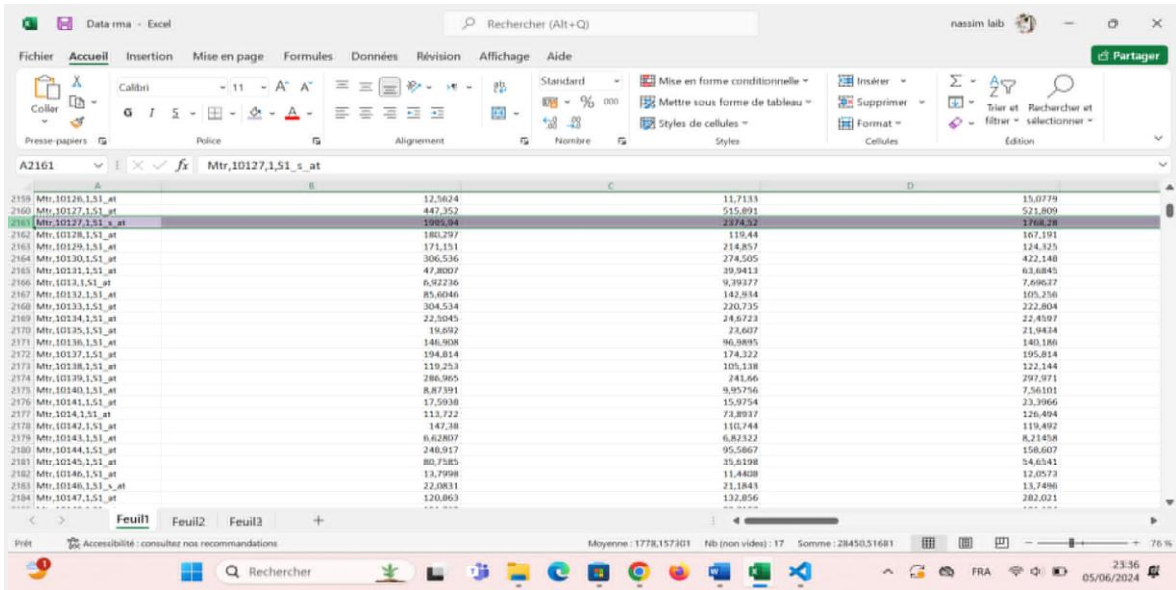 Data rma - Excel Rechercher (Alt+Q) nassim laib
Fichier Accueil Insertion Mise en page Formules Données Révision Affichage Aide Partager
Coller
Calibri 11 A^ A˅
G I S A
Standard
% 000
Mise en forme conditionnelle
Mettre sous forme de tableau
Styles de cellules
Insérer
Supprimer
Format
Trier et filtrer
Rechercher et sélectionner
Presse-papiers Police Alignement Nombre Styles Cellules Édition
A2161 fx Mtr,10127,1,S1_s_at
A B C D
2159 Mtr,10126,1,S1_at 12,5624 11,7133 15,0779
2160 Mtr,10127,1,S1_at 447,352 515,891 521,809
2161 Mtr,10127,1,S1_s_at 1905,94 2374,52 1768,28
2162 Mtr,10128,1,S1_at 180,297 119,44 167,191
2163 Mtr,10129,1,S1_at 171,151 214,857 124,325
2164 Mtr,10130,1,S1_at 306,536 274,505 422,148
2165 Mtr,10131,1,S1_at 47,8007 39,9413 63,6845
2166 Mtr,1013,1,S1_at 6,92236 9,39377 7,69637
2167 Mtr,10132,1,S1_at 85,6046 142,934 105,256
2168 Mtr,10133,1,S1_at 304,534 220,735 222,804
2169 Mtr,10134,1,S1_at 22,5045 24,6723 22,4597
2170 Mtr,10135,1,S1_at 19,692 23,607 21,9434
2171 Mtr,10136,1,S1_at 146,908 96,9895 140,186
2172 Mtr,10137,1,S1_at 194,814 174,322 195,814
2173 Mtr,10138,1,S1_at 119,253 105,138 122,144
2174 Mtr,10139,1,S1_at 286,965 241,66 297,971
2175 Mtr,10140,1,S1_at 8,87391 9,95756 7,56101
2176 Mtr,10141,1,S1_at 17,5938 15,9754 23,3966
2177 Mtr,1014,1,S1_at 113,722 73,8937 126,494
2178 Mtr,10142,1,S1_at 147,38 110,744 119,492
2179 Mtr,10143,1,S1_at 6,62807 6,82322 8,21458
2180 Mtr,10144,1,S1_at 248,917 95,5867 158,607
2181 Mtr,10145,1,S1_at 80,7585 35,6198 54,6541
2182 Mtr,10146,1,S1_at 13,7998 11,4408 12,0573
2183 Mtr,10146,1,S1_s_at 22,0831 21,1843 13,7496
2184 Mtr,10147,1,S1_at 120,863 132,856 282,021
Feuil1 Feuil2 Feuil3 +
Prêt Accessibilité : consultez nos recommandations Moyenne : 1778,157301 Nb (non vides) : 17 Somme : 28450,51681 76 %
Rechercher FRA 23:36
05/06/2024